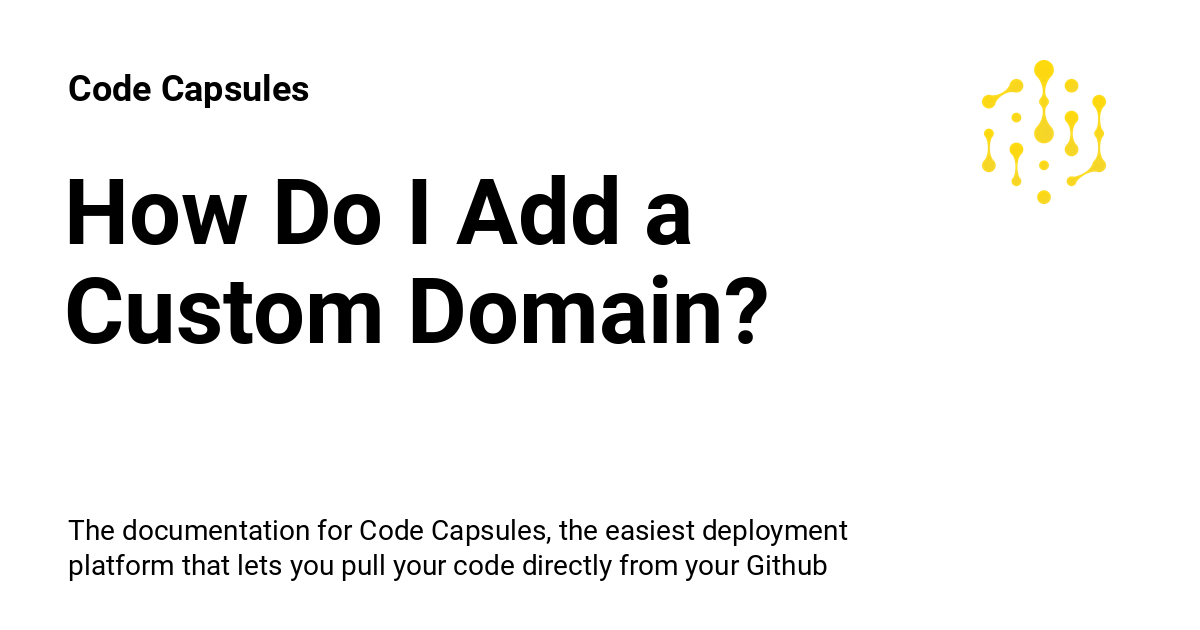 Code Capsules
How Do I Add a
Custom Domain?
The documentation for Code Capsules, the easiest deployment
platform that lets you pull your code directly from your Github